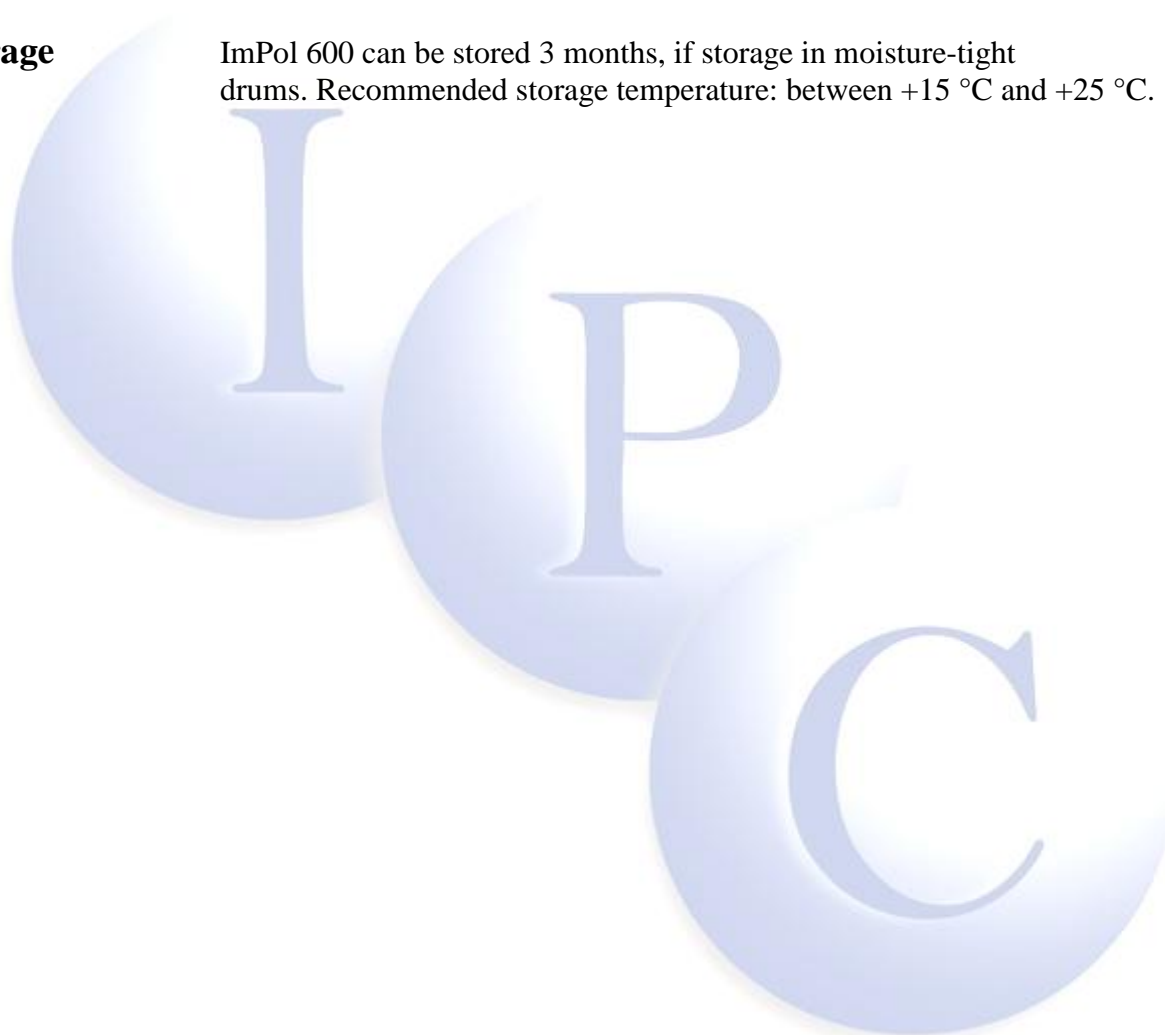 rage
ImPol 600 can be stored 3 months, if storage in moisture-tight
drums. Recommended storage temperature: between +15 °C and +25 °C.
I
P
C